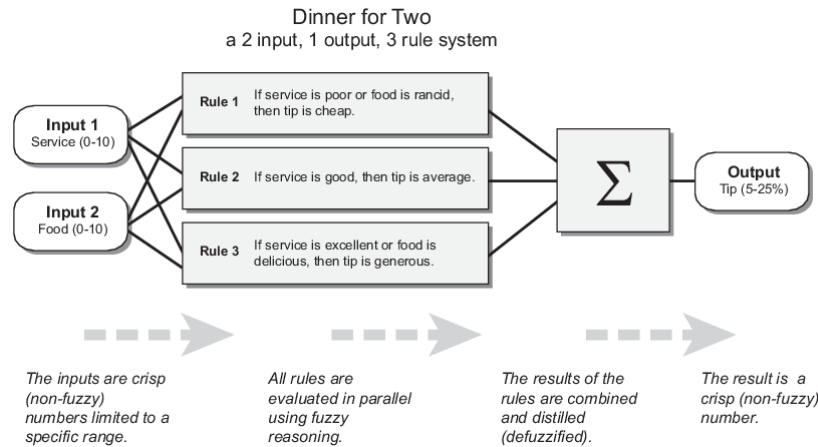 Dinner for Two
a 2 input, 1 output, 3 rule system
Input 1
Service (0-10)
Input 2
Food (0-10)
Rule 1
If service is poor or food is rancid,
then tip is cheap.
Rule 2
If service is good, then tip is average.
Rule 3
If service is excellent or food is
delicious, then tip is generous.
Σ
Output
Tip (5-25%)
The inputs are crisp
(non-fuzzy)
numbers limited to a
specific range.
All rules are
evaluated in parallel
using fuzzy
reasoning.
The results of the
rules are combined
and distilled
(defuzzified).
The result is a
crisp (non-fuzzy)
number.